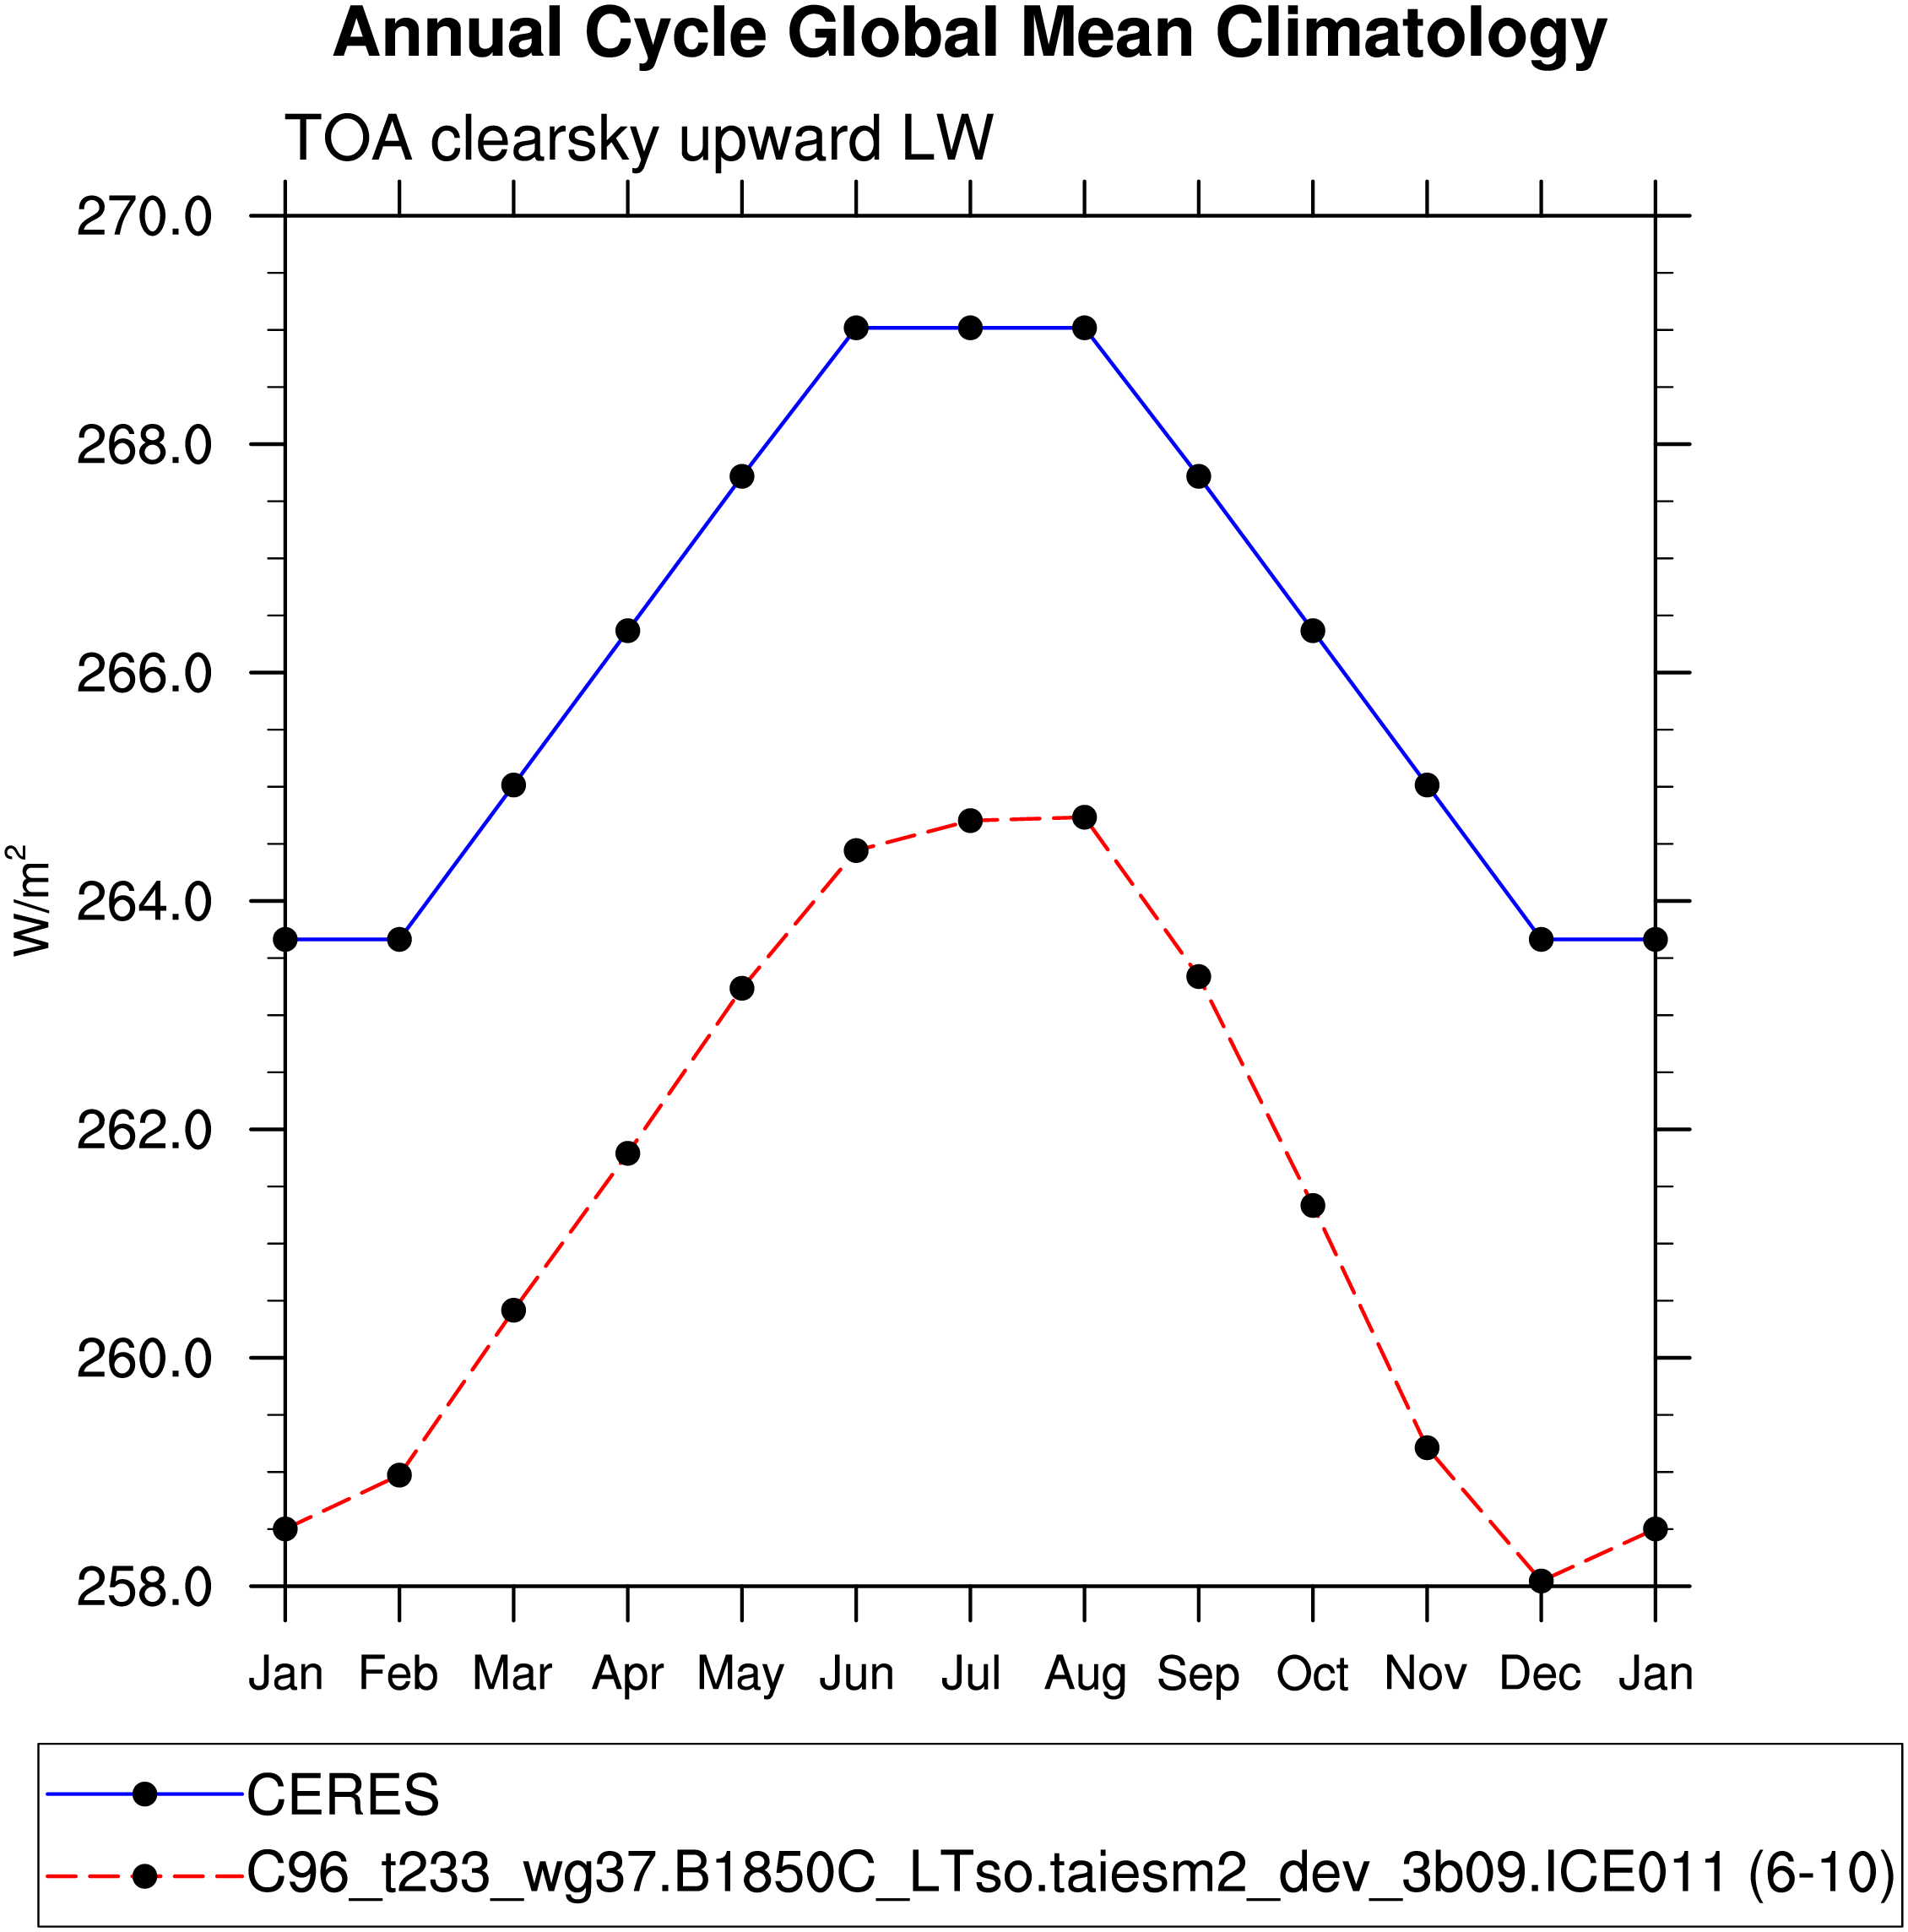 Annual Cycle Global Mean Climatology
TOA clearsky upward LW
270.0
268.0
266.0
264.0
262.0
260.0
258.0
W/m²
Jan Feb Mar Apr May Jun Jul Aug Sep Oct Nov Dec Jan
CERES
C96_t233_wg37.B1850C_LTso.taiesm2_dev_3b09.ICE011 (6-10)